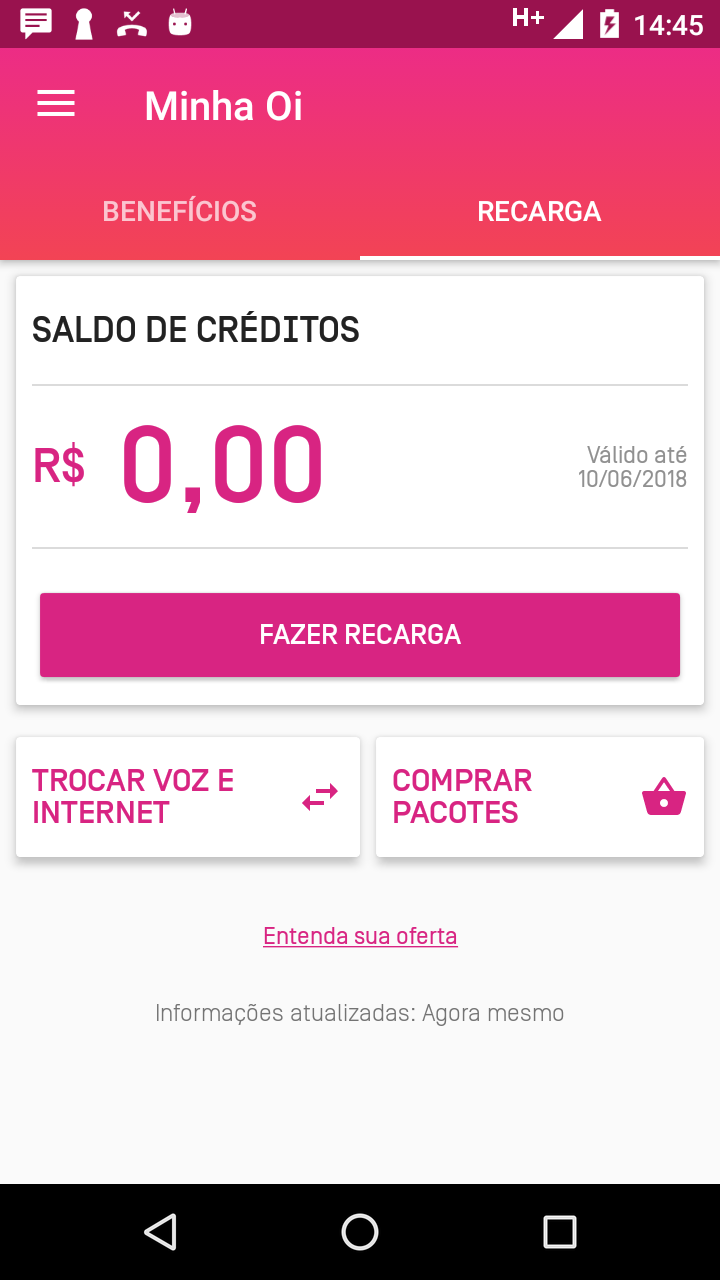 H+ 14:45
Minha Oi
BENEFÍCIOS RECARGA
SALDO DE CRÉDITOS
R$ 0,00
Válido até
10/06/2018
FAZER RECARGA
TROCAR VOZ E
INTERNET
COMPRAR
PACOTES
Entenda sua oferta
Informações atualizadas: Agora mesmo